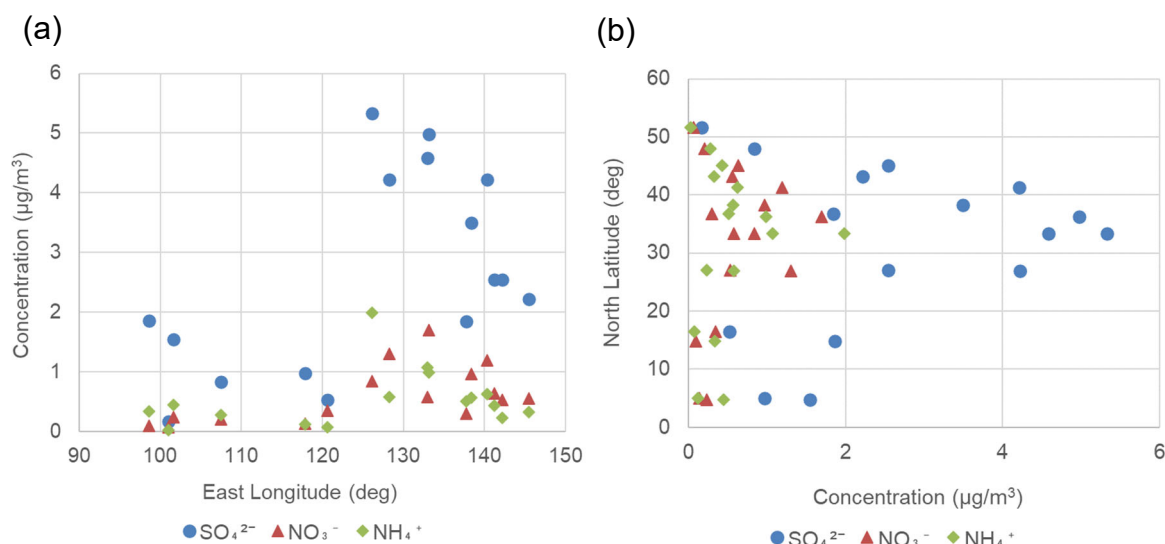 (a)
(b)
6
5
4
3
2
1
0
Concentration (µg/m³)
90 100 110 120 130 140 150
East Longitude (deg)
SO₄²⁻ NO₃⁻ NH₄⁺
60
50
40
30
20
10
0
North Latitude (deg)
0 2 4 6
Concentration (µg/m³)
SO₄²⁻ NO₃⁻ NH₄⁺